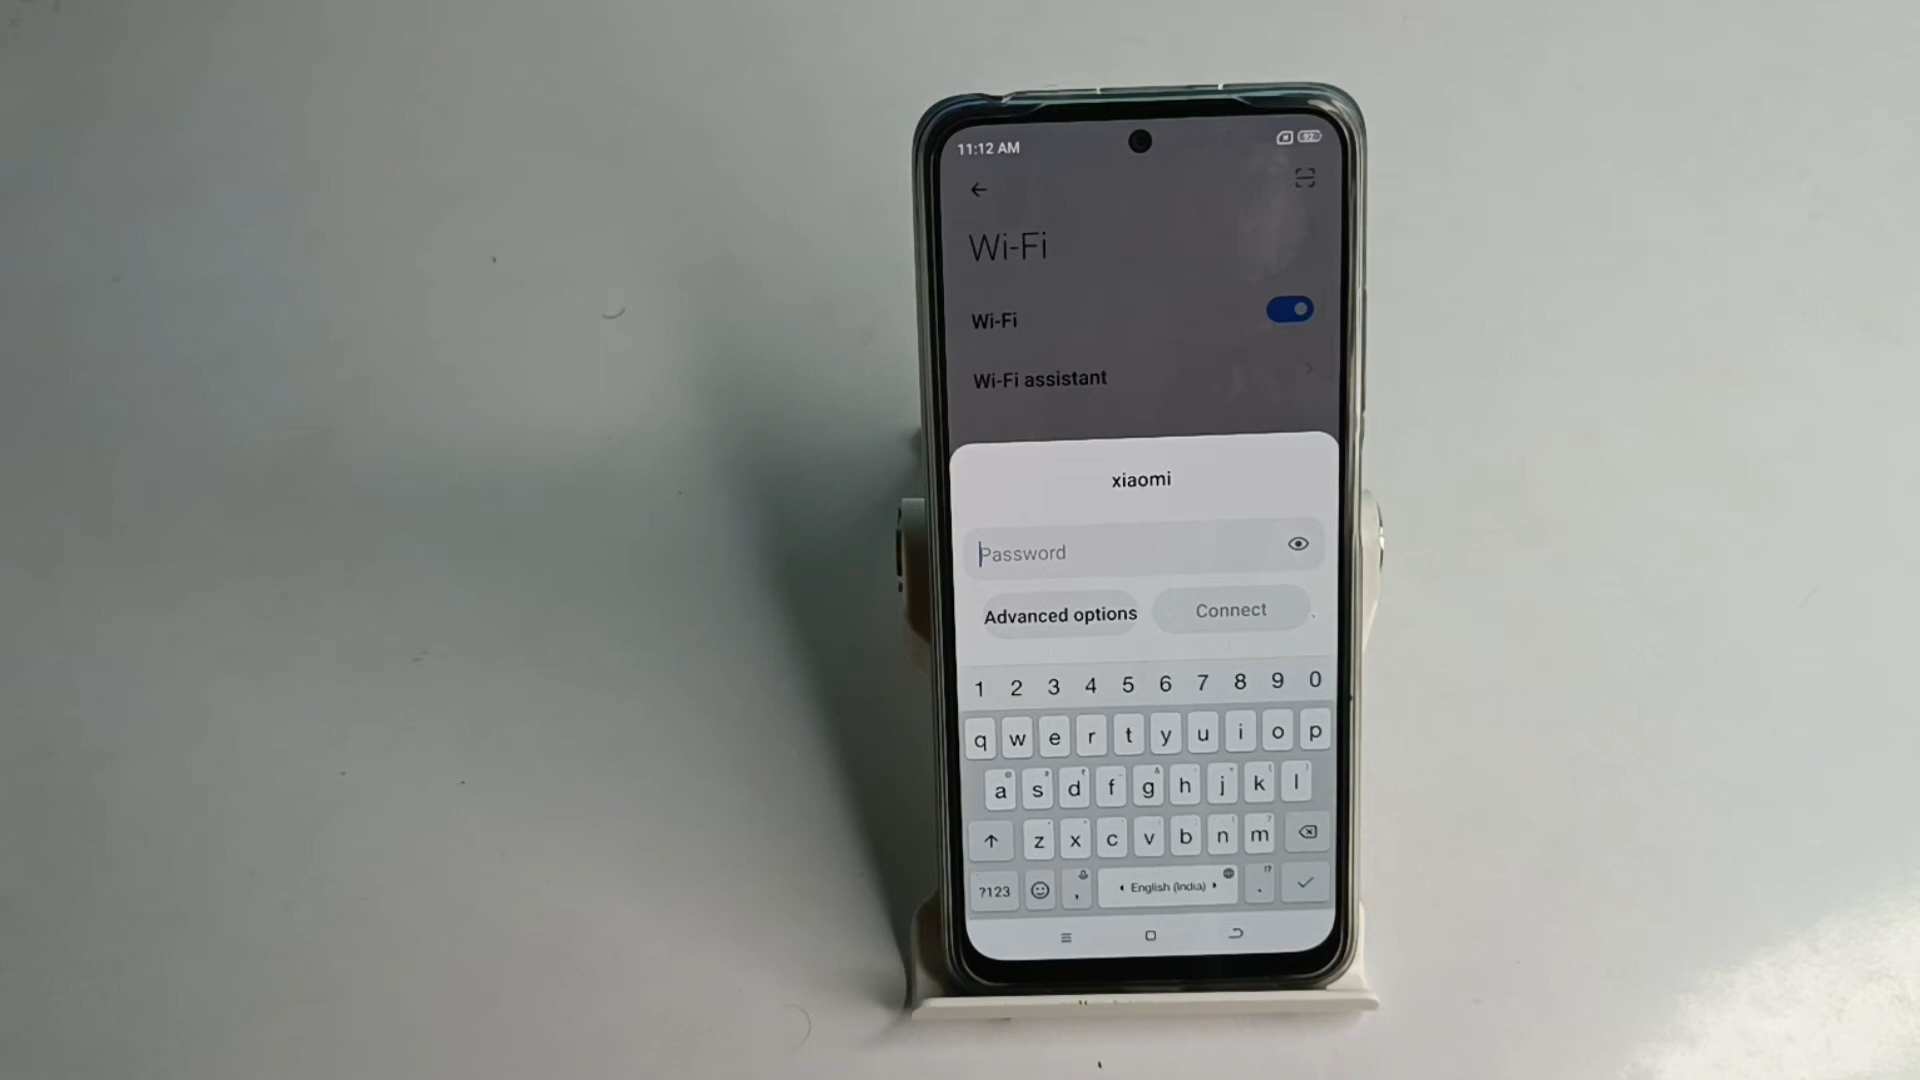 11:12 AM 92
Wi-Fi
Wi-Fi
Wi-Fi assistant
xiaomi
Password
Advanced options Connect
1 2 3 4 5 6 7 8 9 0
q w e r t y u i o p
a s d f g h j k l
z x c v b n m
?123 , English (India) .